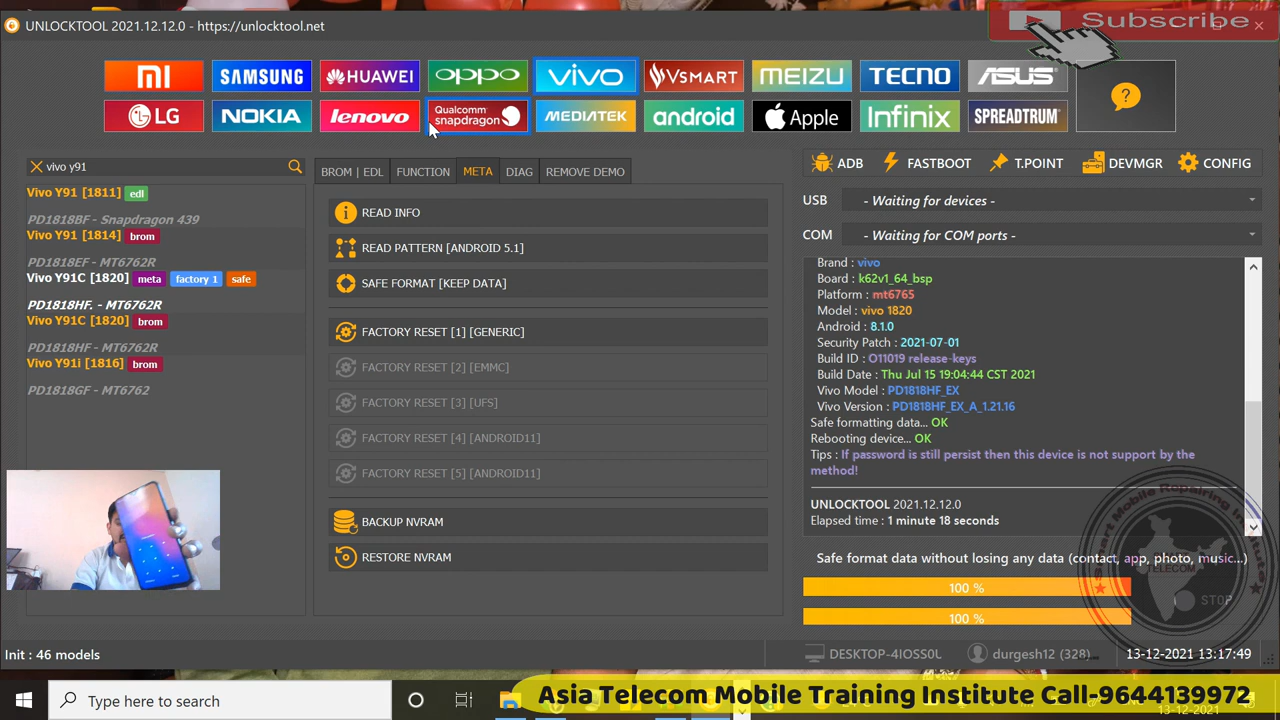 UNLOCKTOOL 2021.12.12.0 - https://unlocktool.net
Subscribe
MI SAMSUNG HUAWEI OPPO VIVO VSMART MEIZU TECNO ASUS
LG NOKIA lenovo Qualcomm snapdragon MEDIATEK android Apple Infinix SPREADTRUM ?
vivo y91
Vivo Y91 [1811] edl
PD1818BF - Snapdragon 439
Vivo Y91 [1814] brom
PD1818EF - MT6762R
Vivo Y91C [1820] meta factory 1 safe
PD1818HF. - MT6762R
Vivo Y91C [1820] brom
PD1818HF - MT6762R
Vivo Y91i [1816] brom
PD1818GF - MT6762
BROM | EDL FUNCTION META DIAG REMOVE DEMO
READ INFO
READ PATTERN [ANDROID 5.1]
SAFE FORMAT [KEEP DATA]
FACTORY RESET [1] [GENERIC]
FACTORY RESET [2] [EMMC]
FACTORY RESET [3] [UFS]
FACTORY RESET [4] [ANDROID11]
FACTORY RESET [5] [ANDROID11]
BACKUP NVRAM
RESTORE NVRAM
ADB FASTBOOT T.POINT DEVMGR CONFIG
USB - Waiting for devices -
COM - Waiting for COM ports -
Brand : vivo
Board : k62v1_64_bsp
Platform : mt6765
Model : vivo 1820
Android : 8.1.0
Security Patch : 2021-07-01
Build ID : O11019 release-keys
Build Date : Thu Jul 15 19:04:44 CST 2021
Vivo Model : PD1818HF_EX
Vivo Version : PD1818HF_EX_A_1.21.16
Safe formatting data... OK
Rebooting device... OK
Tips : If password is still persist then this device is not support by the
method!
UNLOCKTOOL 2021.12.12.0
Elapsed time : 1 minute 18 seconds
Safe format data without losing any data (contact, app, photo, music...)
100 %
STOP
100 %
Init : 46 models
DESKTOP-4IOSS0U durgesh12 (328) 13-12-2021 13:17:49
Type here to search
Asia Telecom Mobile Training Institute Call-9644139972
13-12-2021